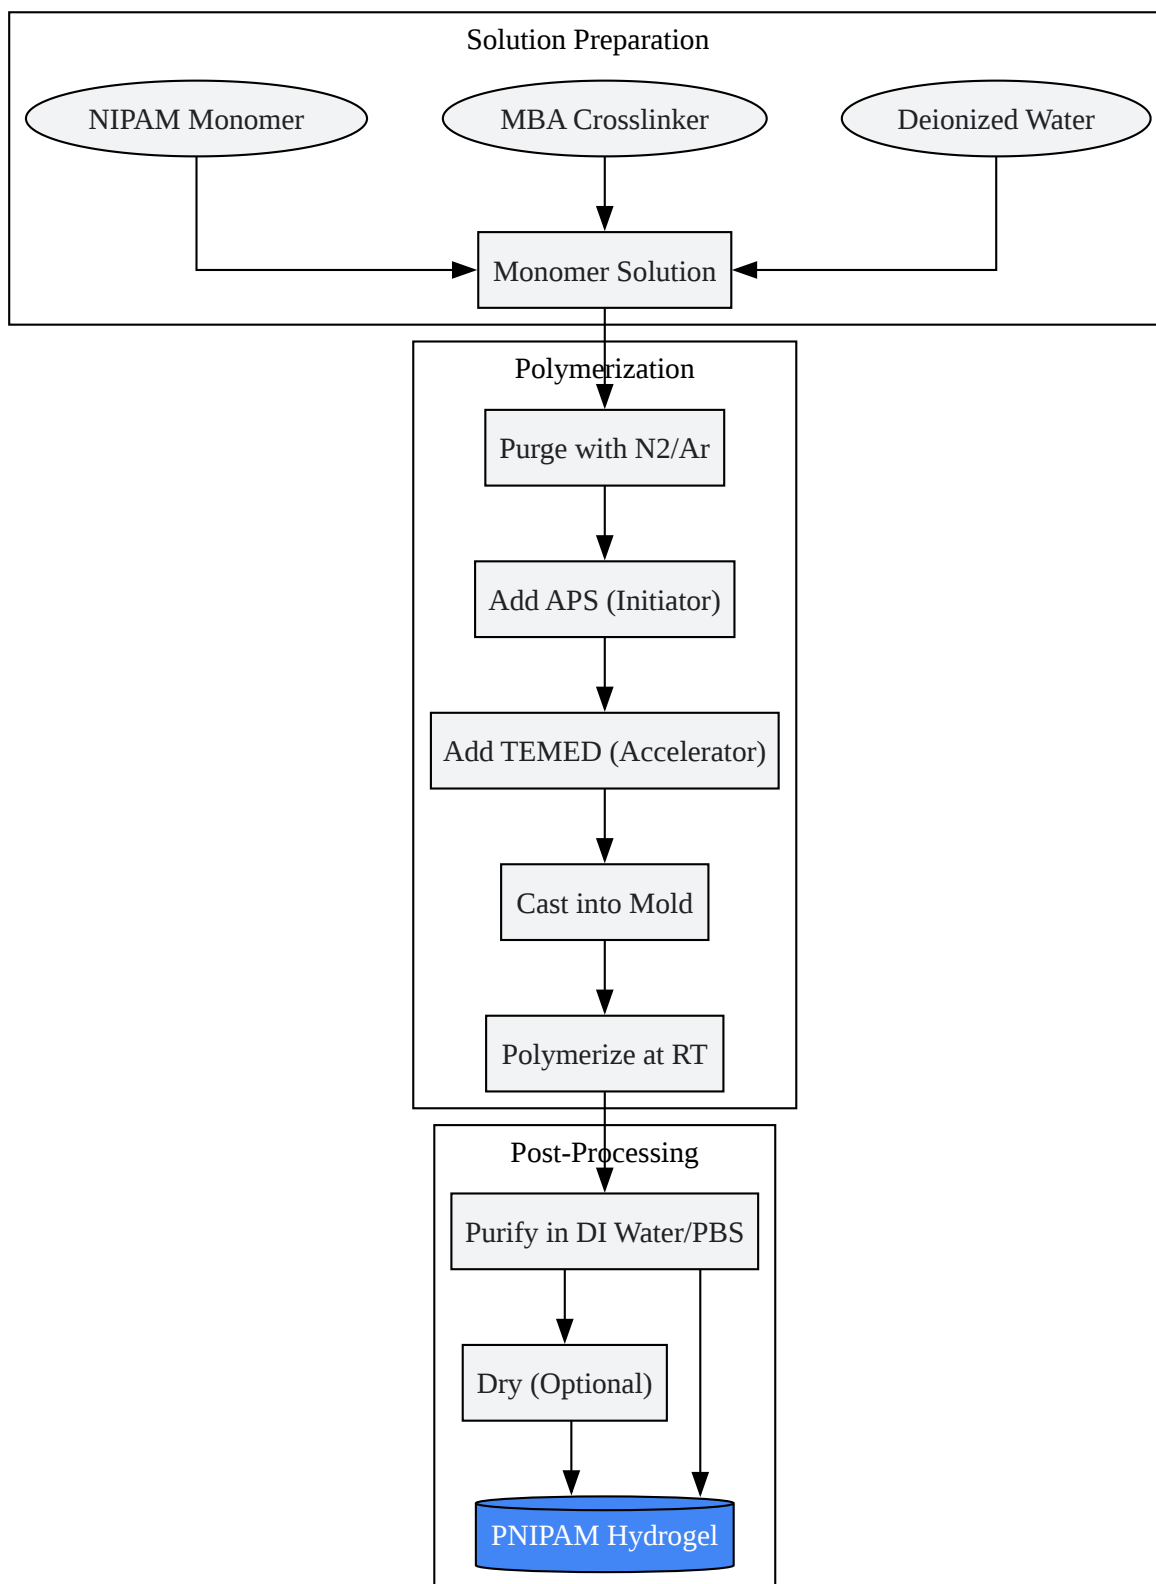 Solution Preparation
NIPAM Monomer
MBA Crosslinker
Deionized Water
Monomer Solution
Polymerization
Purge with N2/Ar
Add APS (Initiator)
Add TEMED (Accelerator)
Cast into Mold
Polymerize at RT
Post-Processing
Purify in DI Water/PBS
Dry (Optional)
PNIPAM Hydrogel